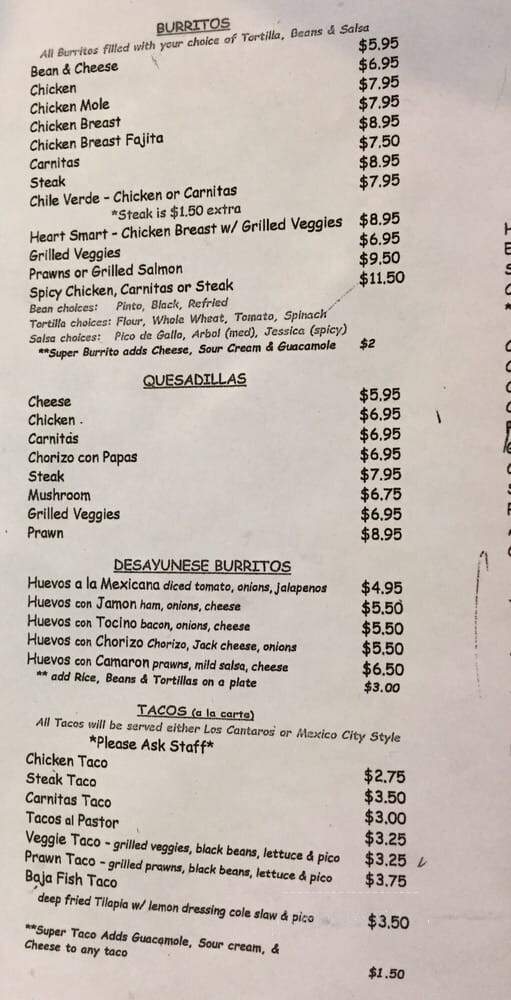 BURRITOS
All Burritos filled with your choice of Tortilla, Beans & Salsa
Bean & Cheese $5.95
Chicken $6.95
Chicken Mole $7.95
Chicken Breast $7.95
Chicken Breast Fajita $8.95
Carnitas $7.50
Steak $8.95
Chile Verde - Chicken or Carnitas $7.95
*Steak is $1.50 extra
Heart Smart - Chicken Breast w/ Grilled Veggies $8.95
Grilled Veggies $6.95
Prawns or Grilled Salmon $9.50
Spicy Chicken, Carnitas or Steak $11.50
Bean choices: Pinto, Black, Refried
Tortilla choices: Flour, Whole Wheat, Tomato, Spinach
Salsa choices: Pico de Gallo, Arbol (med), Jessica (spicy)
**Super Burrito adds Cheese, Sour Cream & Guacamole $2
QUESADILLAS
Cheese $5.95
Chicken $6.95
Carnitas $6.95
Chorizo con Papas $6.95
Steak $7.95
Mushroom $6.75
Grilled Veggies $6.95
Prawn $8.95
DESAYUNESE BURRITOS
Huevos a la Mexicana diced tomato, onions, jalapenos $4.95
Huevos con Jamon ham, onions, cheese $5.50
Huevos con Tocino bacon, onions, cheese $5.50
Huevos con Chorizo Chorizo, Jack cheese, onions $5.50
Huevos con Camaron prawns, mild salsa, cheese $6.50
** add Rice, Beans & Tortillas on a plate $3.00
TACOS (a la carte)
All Tacos will be served either Los Cantaros or Mexico City Style
*Please Ask Staff*
Chicken Taco $2.75
Steak Taco $3.50
Carnitas Taco $3.00
Tacos al Pastor $3.25
Veggie Taco - grilled veggies, black beans, lettuce & pico $3.25
Prawn Taco - grilled prawns, black beans, lettuce & pico $3.75
Baja Fish Taco
deep fried Tilapia w/ lemon dressing cole slaw & pico $3.50
**Super Taco Adds Guacamole, Sour cream, &
Cheese to any taco $1.50